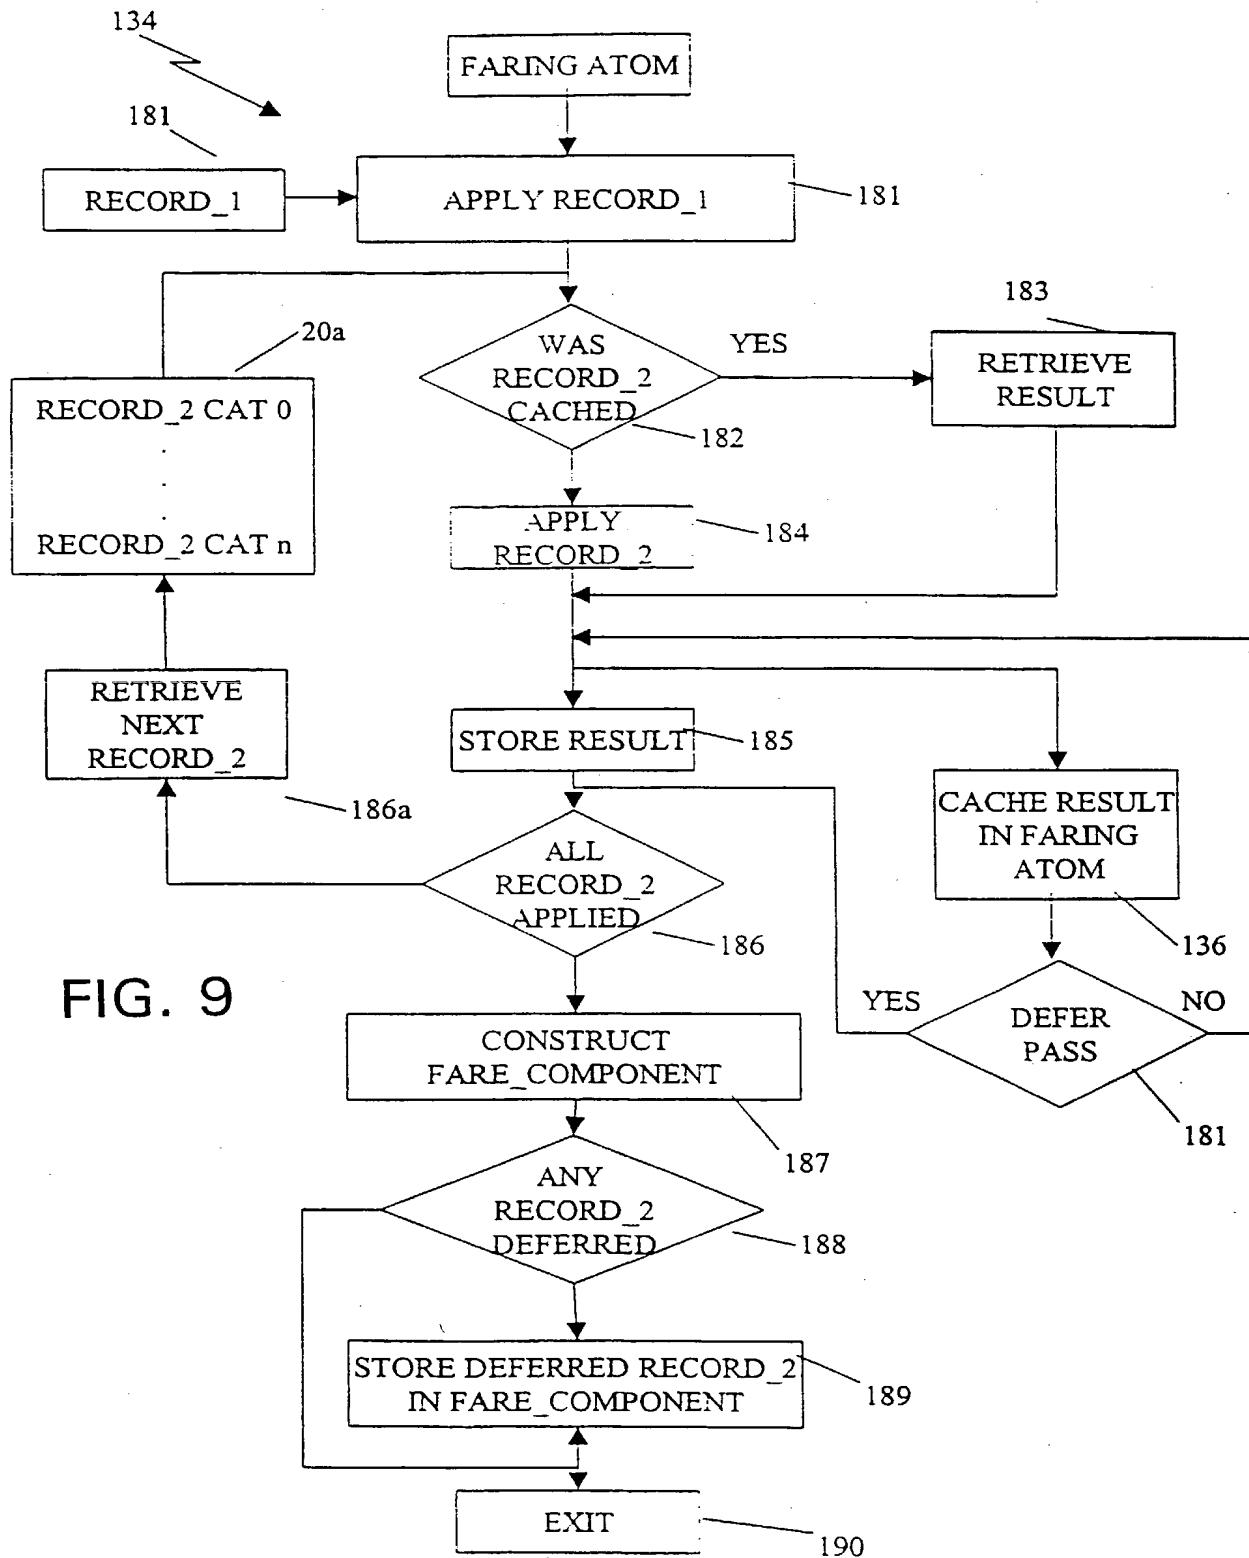 134
FARING ATOM
181
RECORD_1
APPLY RECORD_1
181
20a
RECORD_2 CAT 0
.
.
.
RECORD_2 CAT n
WAS
RECORD_2
CACHED
182
YES
183
RETRIEVE
RESULT
APPLY
RECORD_2
184
RETRIEVE
NEXT
RECORD_2
186a
STORE RESULT
185
CACHE RESULT
IN FARING
ATOM
136
ALL
RECORD_2
APPLIED
186
FIG. 9
YES
DEFER
PASS
NO
181
CONSTRUCT
FARE_COMPONENT
187
ANY
RECORD_2
DEFERRED
188
STORE DEFERRED RECORD_2
IN FARE_COMPONENT
189
EXIT
190